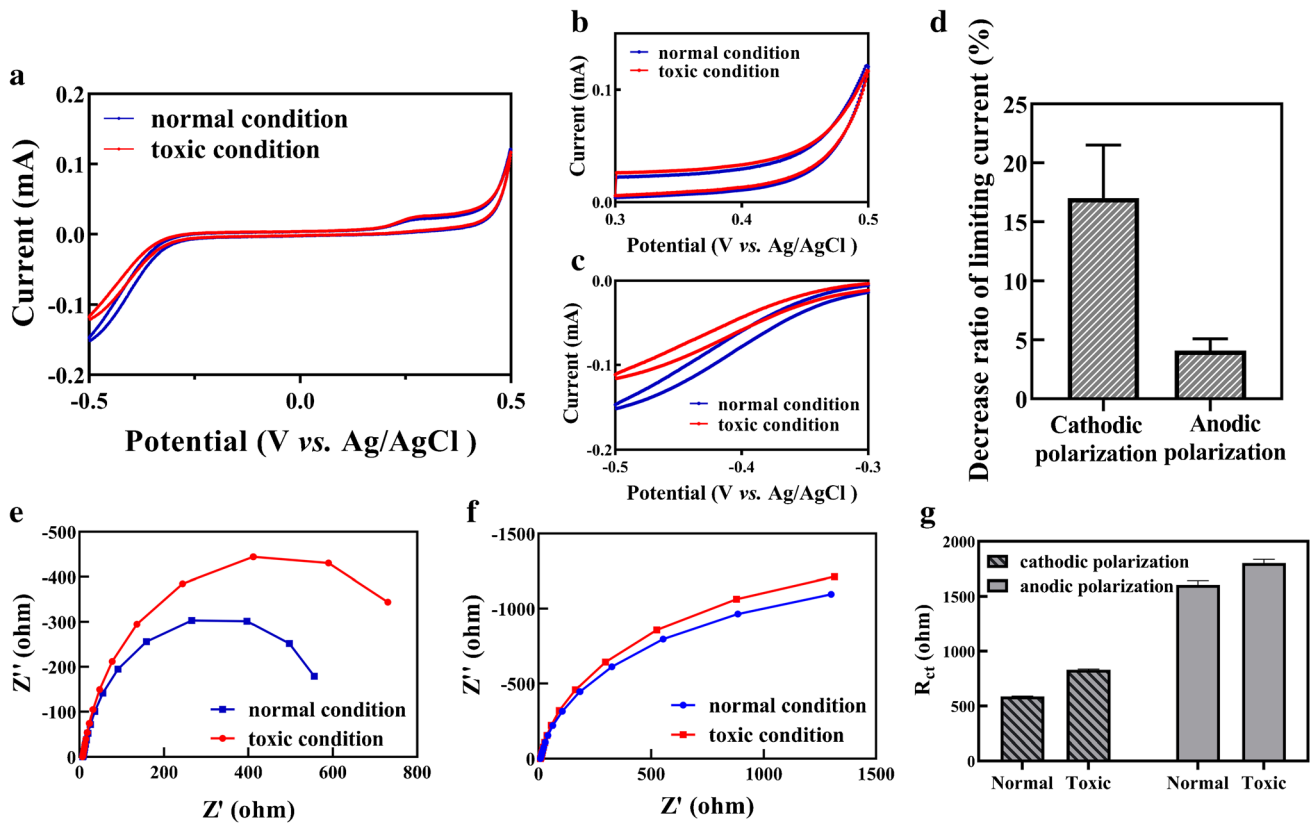 a
0.2
0.1
0.0
-0.1
-0.2
Current (mA)
normal condition
toxic condition
-0.5
0.0
0.5
Potential (V vs. Ag/AgCl )
b
0.1
0.0
Current (mA)
normal condition
toxic condition
0.3
0.4
0.5
Potential (V vs. Ag/AgCl )
c
0.0
-0.1
-0.2
Current (mA)
normal condition
toxic condition
-0.5
-0.4
-0.3
Potential (V vs. Ag/AgCl )
d
Decrease ratio of limiting current (%)
25
20
15
10
5
0
Cathodic
polarization
Anodic
polarization
e
-500
-400
-300
-200
-100
0
Z'' (ohm)
normal condition
toxic condition
0
200
400
600
800
Z' (ohm)
f
-1500
-1000
-500
0
Z'' (ohm)
normal condition
toxic condition
0
500
1000
1500
Z' (ohm)
g
2000
1500
1000
500
0
Rct (ohm)
cathodic polarization
anodic polarization
Normal
Toxic
Normal
Toxic